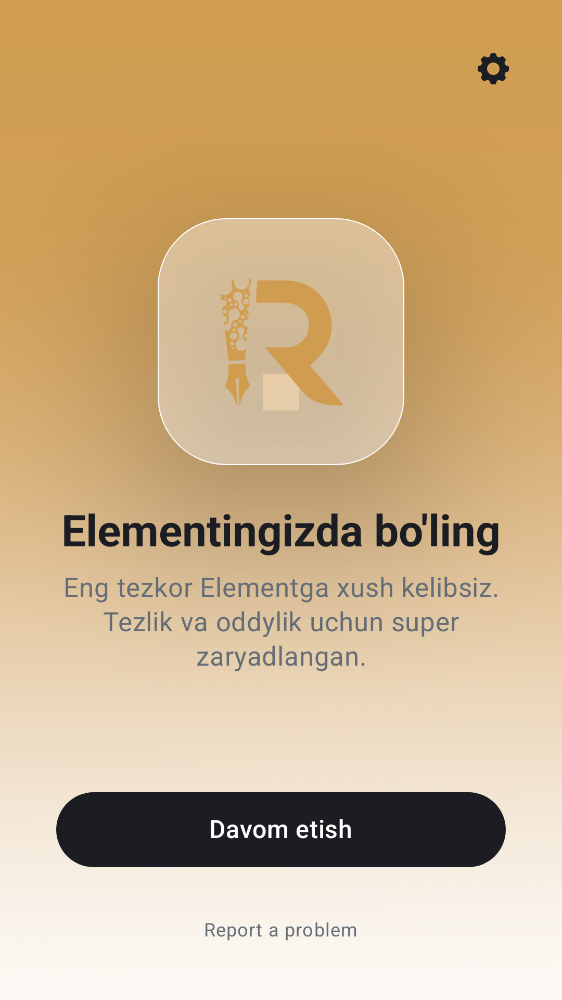 R
Elementingizda bo'ling
Eng tezkor Elementga xush kelibsiz.
Tezlik va oddylik uchun super
zaryadlangan.
Davom etish
Report a problem